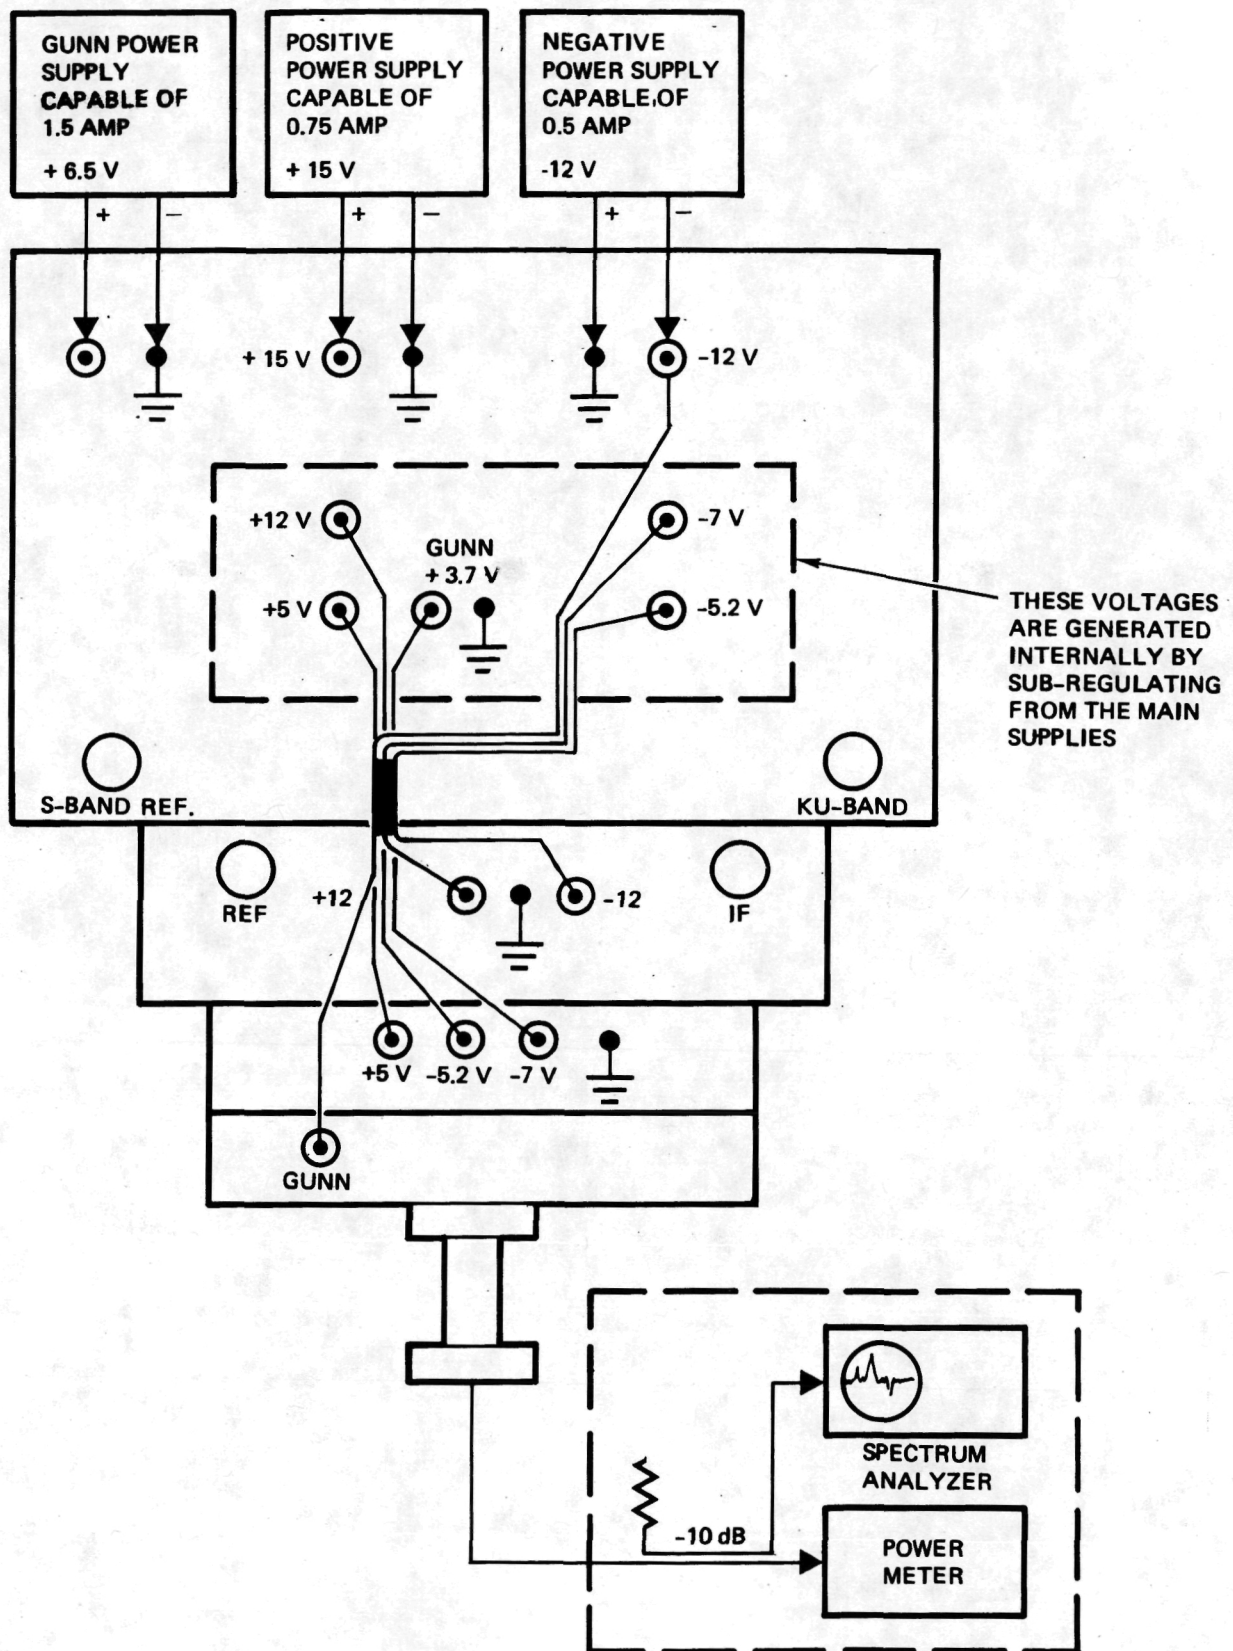 GUNN POWER
SUPPLY
CAPABLE OF
1.5 AMP
+ 6.5 V
POSITIVE
POWER SUPPLY
CAPABLE OF
0.75 AMP
+ 15 V
NEGATIVE
POWER SUPPLY
CAPABLE OF
0.5 AMP
-12 V
+ −
+ −
+ −
+ 15 V
-12 V
+12 V
-7 V
GUNN
+ 3.7 V
+5 V
-5.2 V
THESE VOLTAGES
ARE GENERATED
INTERNALLY BY
SUB-REGULATING
FROM THE MAIN
SUPPLIES
S-BAND REF.
KU-BAND
REF
+12
-12
IF
+5 V
-5.2 V
-7 V
GUNN
SPECTRUM
ANALYZER
-10 dB
POWER
METER